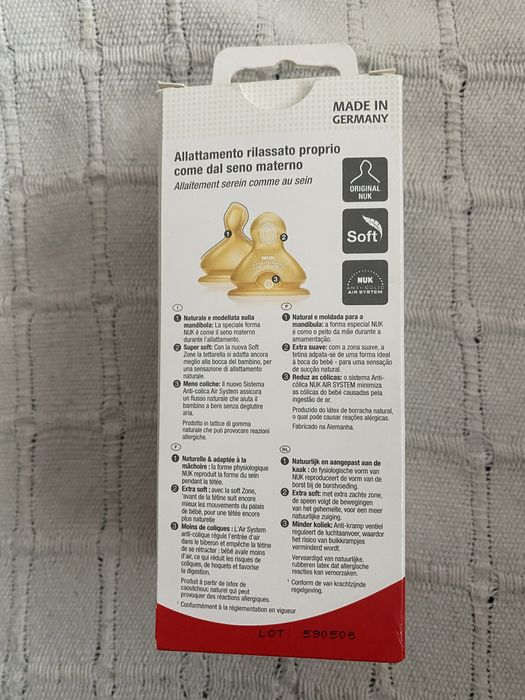 MADE IN
GERMANY
Allattamento rilassato proprio
come dal seno materno
Allaitement serein comme au sein
ORIGINAL
NUK
Soft
NUK
ANTI-COLIC
AIR SYSTEM
1
2
NUK
3
I
1 Naturale e modellata sulla
mandibola: La speciale forma
NUK è come il seno materno
durante l'allattamento.
2 Super soft: Con la nuova Soft
Zone la tettarella si adatta ancora
meglio alla bocca del bambino, per
una sensazione di allattamento
naturale.
3 Meno coliche: il nuovo Sistema
Anti-colica Air System assicura
un flusso naturale che aiuta il
bambino a bere senza deglutire
aria.
Prodotto in lattice di gomma
naturale che può provocare reazioni
allergiche.
P
1 Natural e moldada para a
mandíbula: a forma especial NUK
é como o peito da mãe durante a
amamentação.
2 Extra suave: com a zona suave, a
tetina adpata-se de uma forma ideal
à boca do bebé - para uma sensação
de sucção natural.
3 Reduz as cólicas: o sistema Anti-
cólica NUK AIR SYSTEM minimiza
as cólicas do bebé causadas pela
ingestão de ar.
Produzido do látex de borracha natural,
o qual pode causar reações alérgicas.
Fabricado na Alemanha.
F
1 Naturelle & adaptée à la
mâchoire : la forme physiologique
NUK reproduit la forme du sein
pendant la tétée.
2 Extra soft : avec la soft Zone,
'avant de la tétine suit encore
mieux les mouvements du palais
de bébé, pour une tétée encore
plus naturelle
3 Moins de coliques : L'Air System
anti-colique régule l'entrée d'air
dans le biberon et empêche la tétine
de se rétracter : bébé avale moins
d'air, ce qui réduit les risques de
coliques, de hoquets et favorise
la digestion.
Produit à partir de latex de
caoutchouc naturel qui peut
provoquer des réactions allergiques.
¹ Conformément à la réglementation en vigueur
NL
1 Natuurlijk en aangepast aan de
kaak : de fysiologische vorm van
NUK reproduceert de vorm van de
borst bij de borstvoeding.
2 Extra soft: met extra zachte zone,
de speen volgt de bewegingen
van het gehemelte, voor een meer
natuurlijke zuiging.
3 Minder koliek: Anti-kramp ventiel
reguleert de luchtaanvoer, waardor
het risico van buikkrampjes
verminderd wordt.
Vervaardigd van natuurlijke,
rubberen latex dat allergische
reacties kan veroorzaken.
¹ Conform de van krachtzijnde
regelgeving.
LOT: 590506